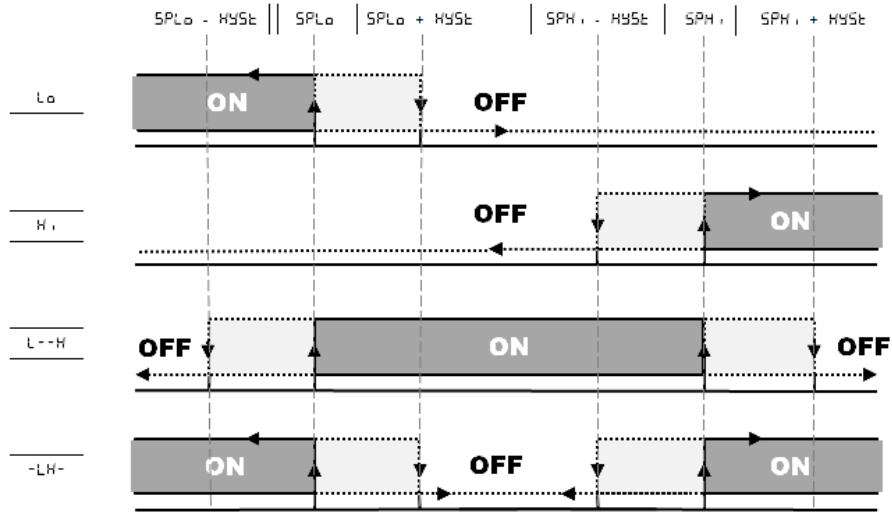 SPLo - HYSt SPLo SPLo + HYSt SPHi - HYSt SPHi SPHi + HYSt
Lo ON OFF
Hi OFF ON
L--H OFF ON OFF
-LH- ON OFF ON